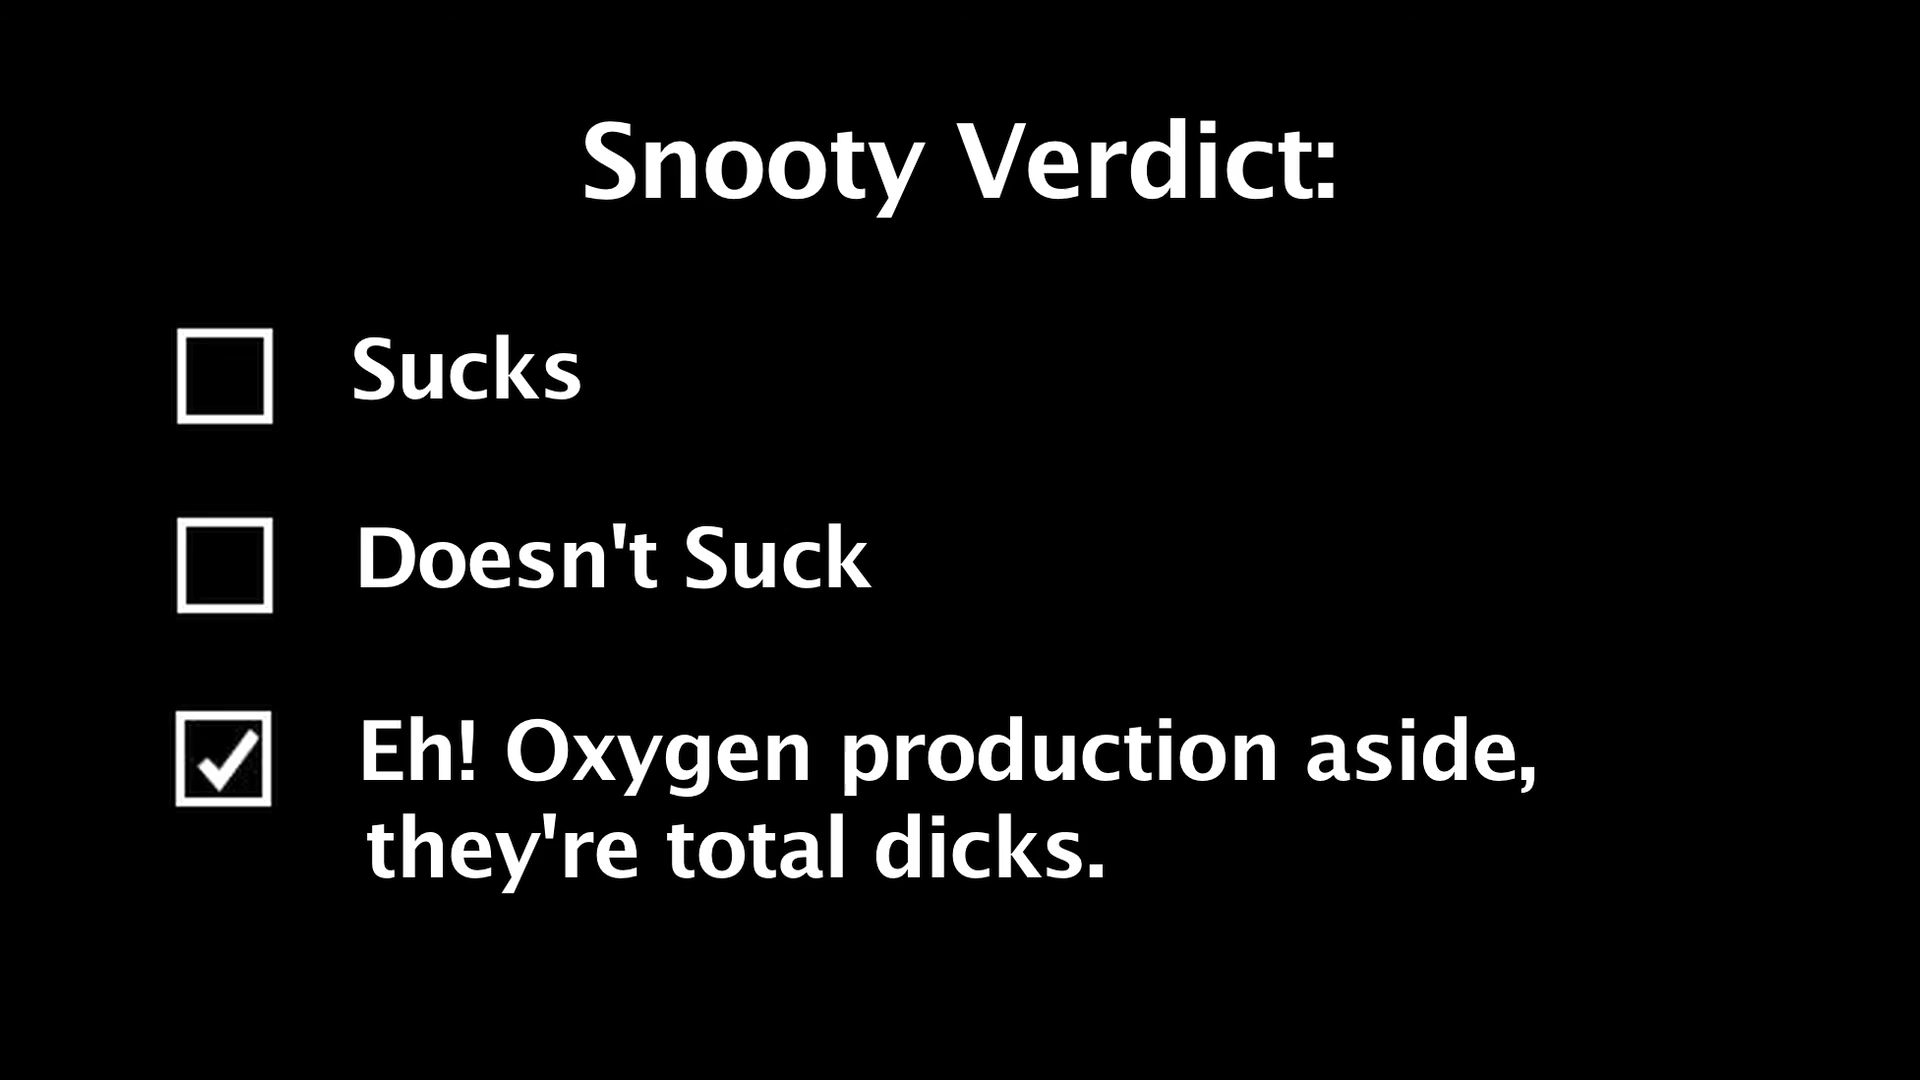 Snooty Verdict:
Sucks
Doesn't Suck
Eh! Oxygen production aside,
they're total dicks.